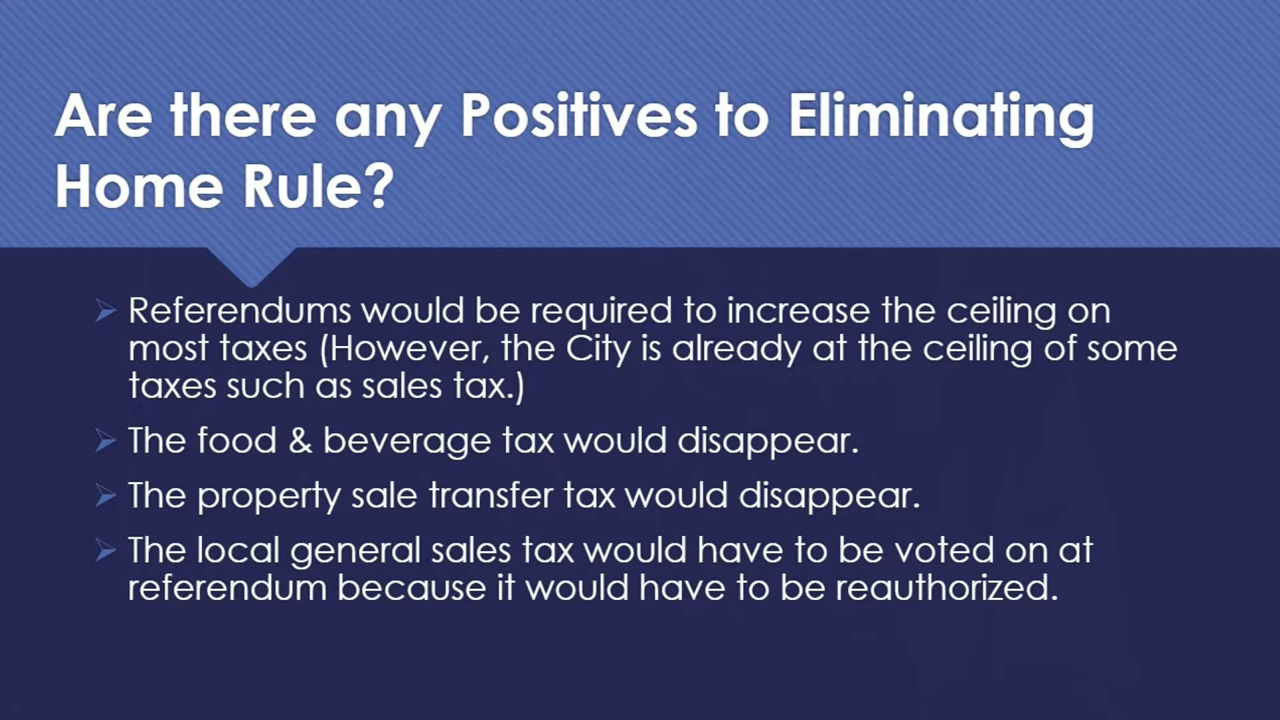 Are there any Positives to Eliminating
Home Rule?
Referendums would be required to increase the ceiling on
most taxes (However, the City is already at the ceiling of some
taxes such as sales tax.)
The food & beverage tax would disappear.
The property sale transfer tax would disappear.
The local general sales tax would have to be voted on at
referendum because it would have to be reauthorized.